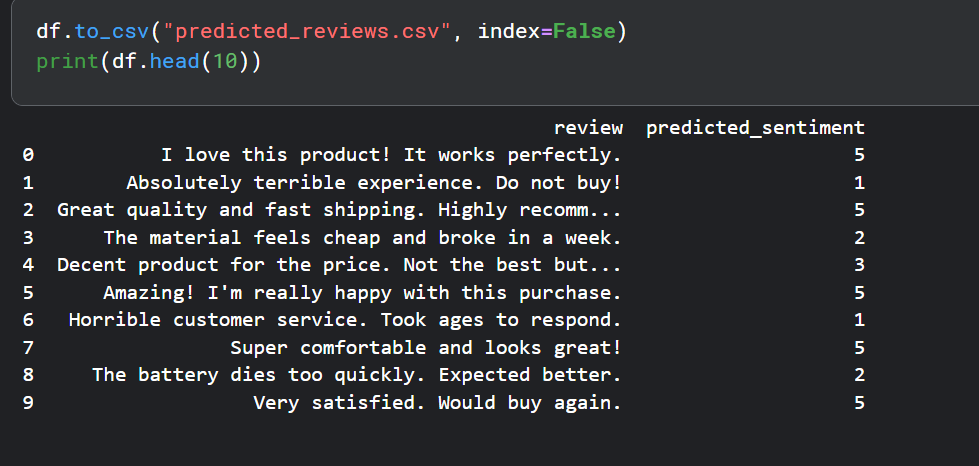 df.to_csv("predicted_reviews.csv", index=False)
print(df.head(10))
review predicted_sentiment
0 I love this product! It works perfectly. 5
1 Absolutely terrible experience. Do not buy! 1
2 Great quality and fast shipping. Highly recomm... 5
3 The material feels cheap and broke in a week. 2
4 Decent product for the price. Not the best but... 3
5 Amazing! I'm really happy with this purchase. 5
6 Horrible customer service. Took ages to respond. 1
7 Super comfortable and looks great! 5
8 The battery dies too quickly. Expected better. 2
9 Very satisfied. Would buy again. 5